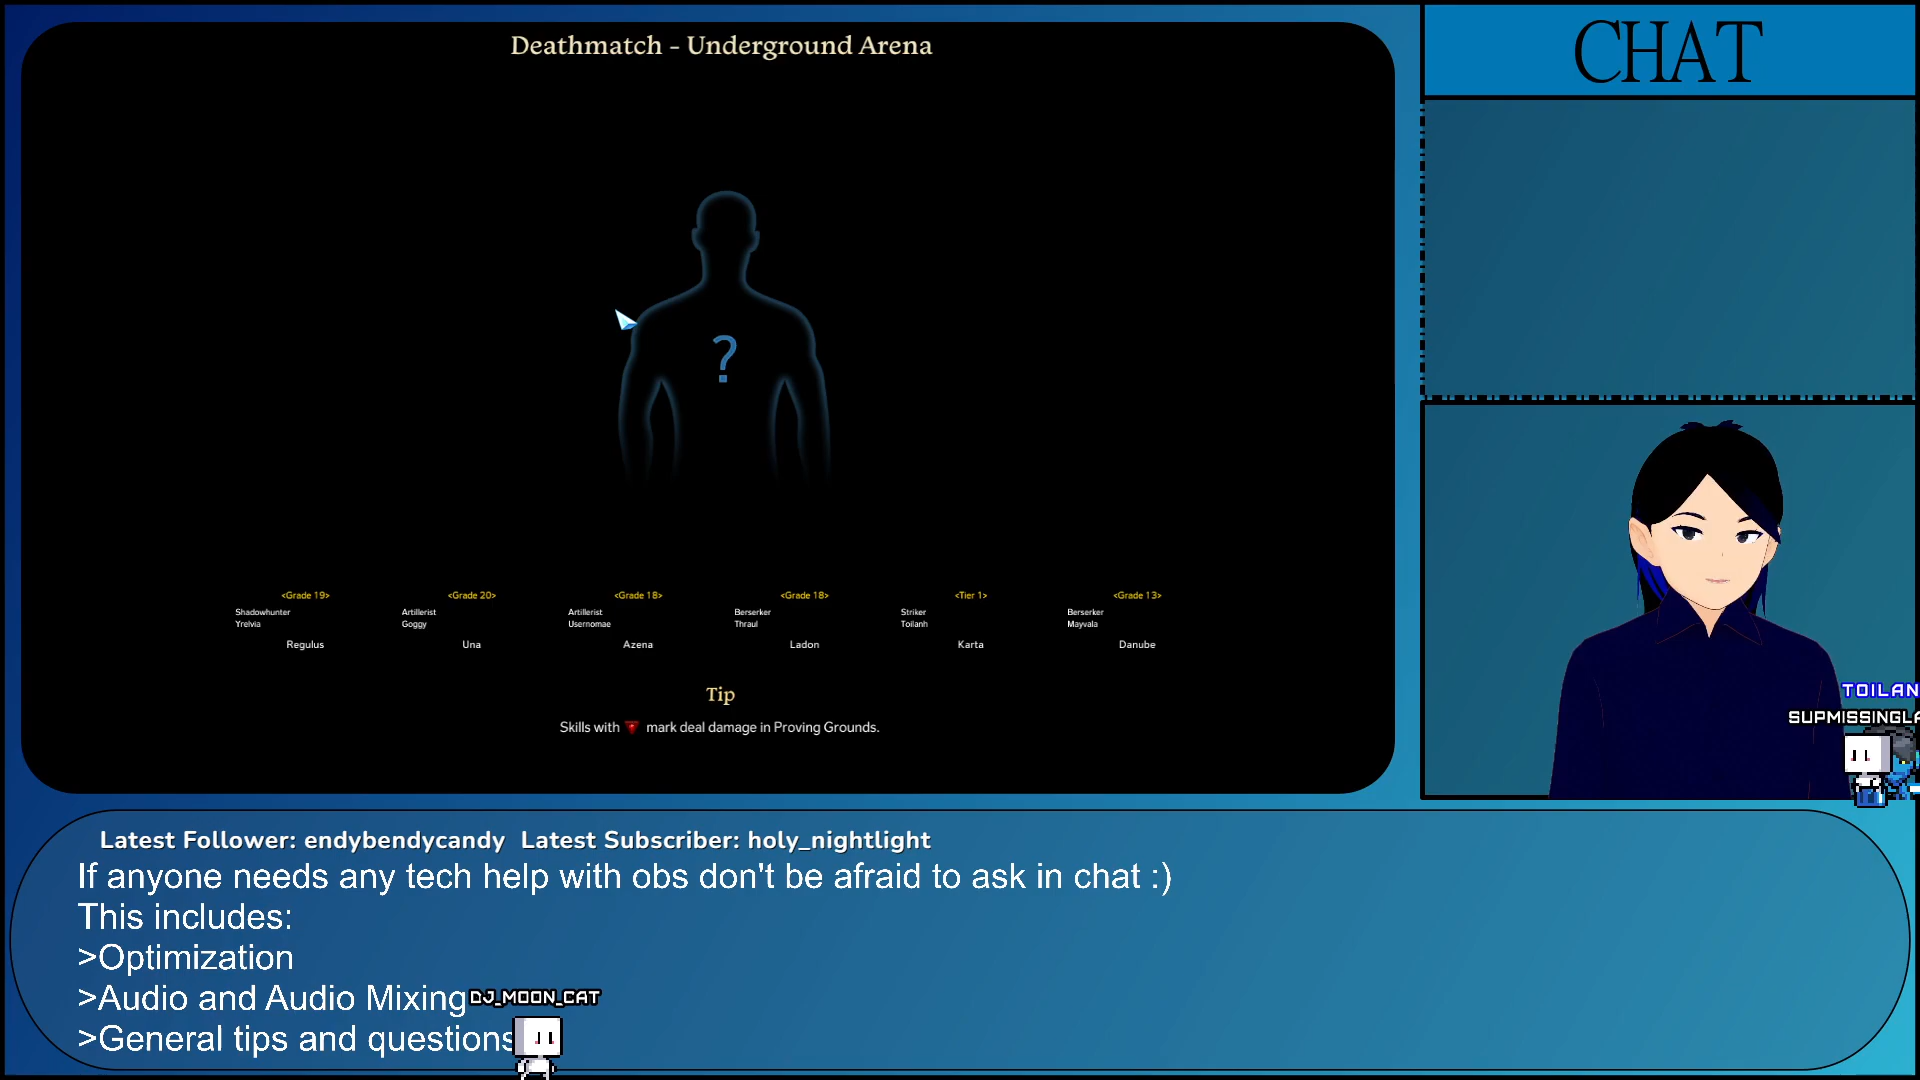 Deathmatch - Underground Arena
CHAT
?
<Grade 19> <Grade 20> <Grade 18> <Grade 18> <Tier 1> <Grade 13>
Shadowhunter Artillerist Artillerist Berserker Striker Berserker
Yrelvia Goggy Usernomae Thraul Toilanh Mayvala
Regulus Una Azena Ladon Karta Danube
Tip
Skills with mark deal damage in Proving Grounds.
TOILAN
SUPMISSINGLA
Latest Follower: endybendycandy Latest Subscriber: holy_nightlight
If anyone needs any tech help with obs don't be afraid to ask in chat :)
This includes:
>Optimization
>Audio and Audio Mixing
DJ_MOON_CAT
>General tips and questions